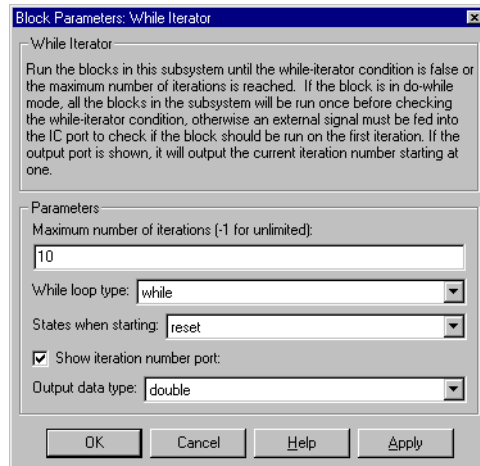 Block Parameters: While Iterator
While Iterator
Run the blocks in this subsystem until the while-iterator condition is false or
the maximum number of iterations is reached.  If the block is in do-while
mode, all the blocks in the subsystem will be run once before checking
the while-iterator condition, otherwise an external signal must be fed into
the IC port to check if the block should be run on the first iteration. If the
output port is shown, it will output the current iteration number starting at
one.
Parameters
Maximum number of iterations (-1 for unlimited):
10
While loop type: while
States when starting: reset
Show iteration number port:
Output data type: double
OK Cancel Help Apply